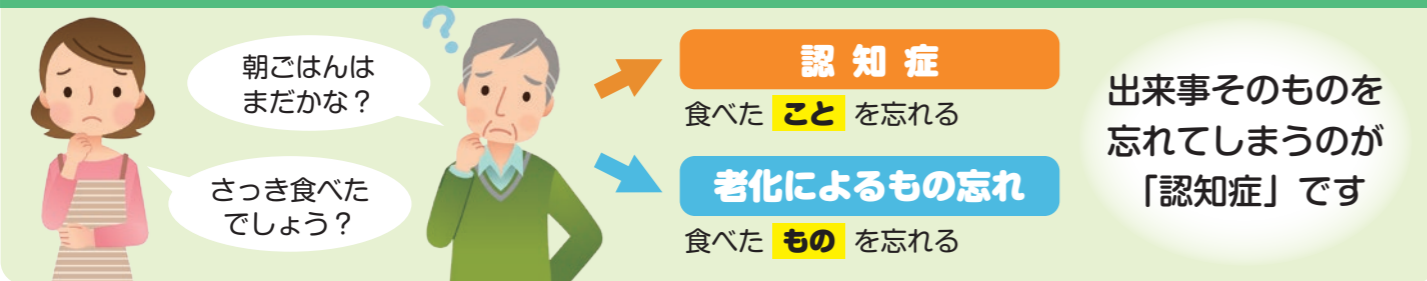 朝ごはんは
まだかな？
さっき食べた
でしょう？
?
認知症
食べた こと を忘れる
老化によるもの忘れ
食べた もの を忘れる
出来事そのものを
忘れてしまうのが
「認知症」です